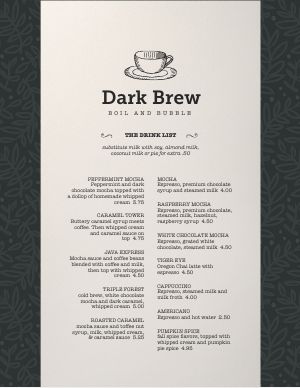 Dark Brew
BOIL AND BUBBLE
THE DRINK LIST
substitute milk with soy, almond milk,
coconut milk or pie for extra .50
PEPPERMINT MOCHA
Peppermint and dark
chocolate mocha topped with
a dollop of homemade whipped
cream 5.75
CARAMEL TOWER
Buttery caramel syrup meets
coffee. Then whipped cream
and caramel sauce on
top 4.75
JAVA EXPRESS
Mocha sauce and coffee beans
blended with coffee and milk,
then top with whipped
cream 4.50
TRIPLE FOREST
cold brew, white chocolate
mocha and dark caramel,
whipped cream 5.00
ROASTED CARAMEL
mocha sauce and toffee nut
syrup, milk, whipped cream,
& caramel sauce 5.25
MOCHA
Espresso, premium chocolate
syrup and steamed milk 4.00
RASPBERRY MOCHA
Espresso, premium chocolate,
steamed milk, hazelnut,
raspberry syrup 4.50
WHITE CHOCOLATE MOCHA
Espresso, grated white
chocolate, steamed milk 4.50
TIGER EYE
Oregon Chai latte with
espresso 4.50
CAPPUCCINO
Espresso, steamed milk and
milk froth 4.00
AMERICANO
Espresso and hot water 2.50
PUMPKIN SPICE
Fall spice flavors, topped with
whipped cream and pumpkin
pie spice 4.95